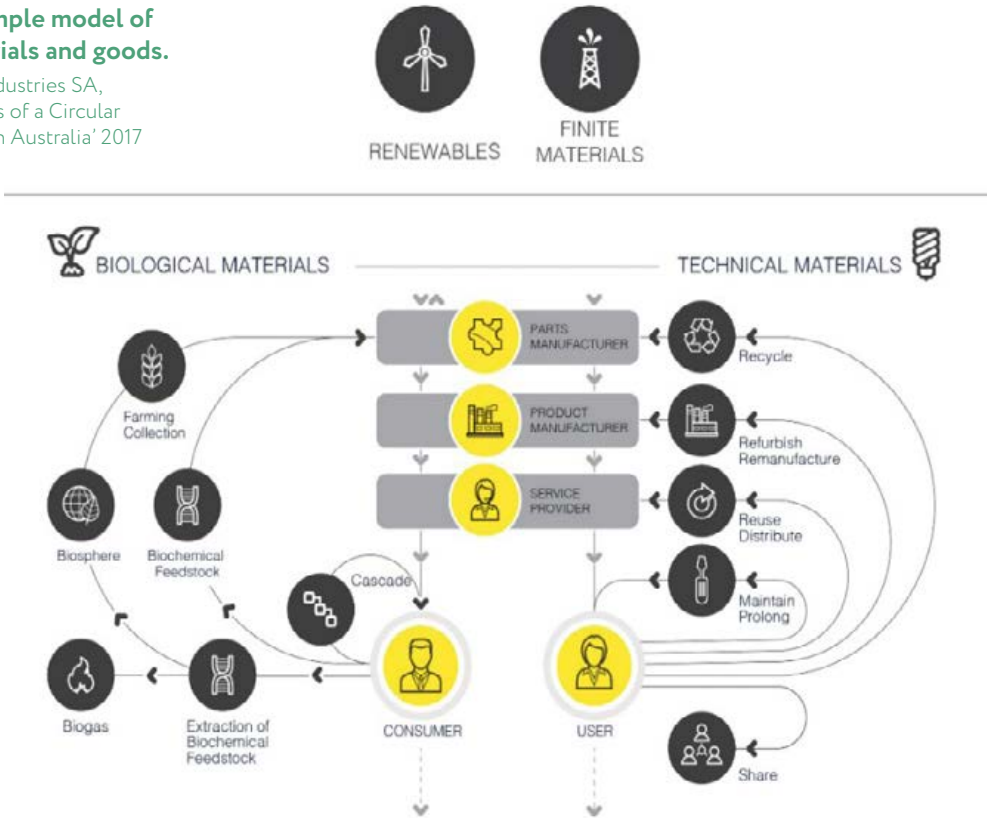 mple model of
ials and goods.
dustries SA,
s of a Circular
n Australia' 2017
RENEWABLES
FINITE
MATERIALS
BIOLOGICAL MATERIALS
TECHNICAL MATERIALS
PARTS
MANUFACTURER
Recycle
Farming
Collection
PRODUCT
MANUFACTURER
Refurbish
Remanufacture
SERVICE
PROVIDER
Reuse
Distribute
Biosphere
Biochemical
Feedstock
Cascade
Maintain
Prolong
Biogas
Extraction of
Biochemical
Feedstock
CONSUMER
USER
Share